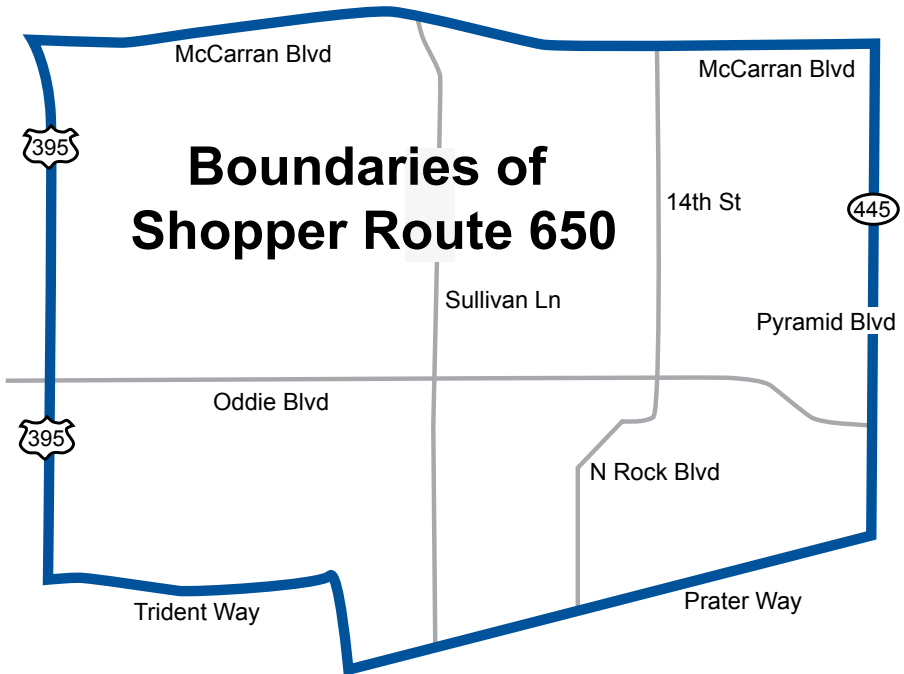 McCarran Blvd
McCarran Blvd
395
Boundaries of
Shopper Route 650
14th St
445
Sullivan Ln
Pyramid Blvd
Oddie Blvd
395
N Rock Blvd
Trident Way
Prater Way